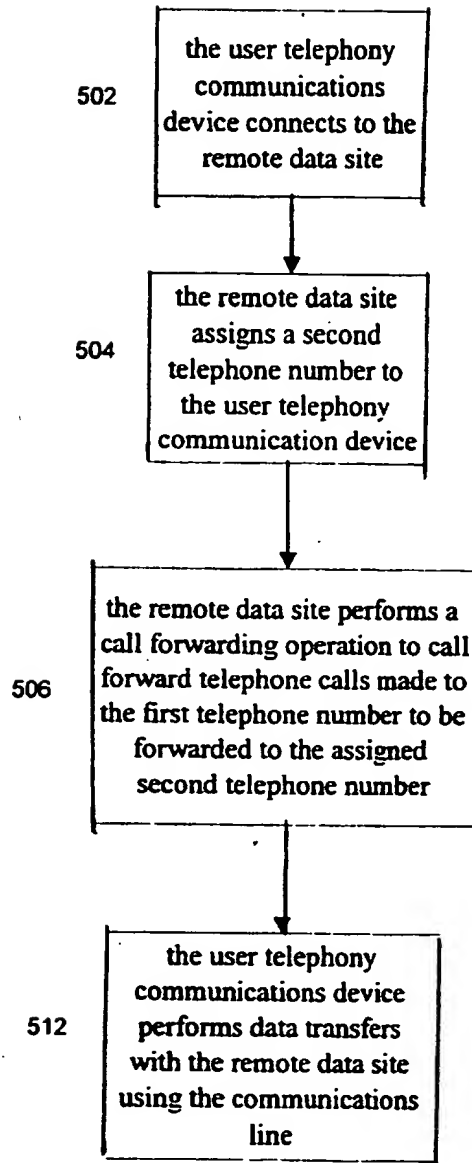 502
the user telephony
communications
device connects to the
remote data site
504
the remote data site
assigns a second
telephone number to
the user telephony
communication device
506
the remote data site performs a
call forwarding operation to call
forward telephone calls made to
the first telephone number to be
forwarded to the assigned
second telephone number
512
the user telephony
communications device
performs data transfers
with the remote data site
using the communications
line